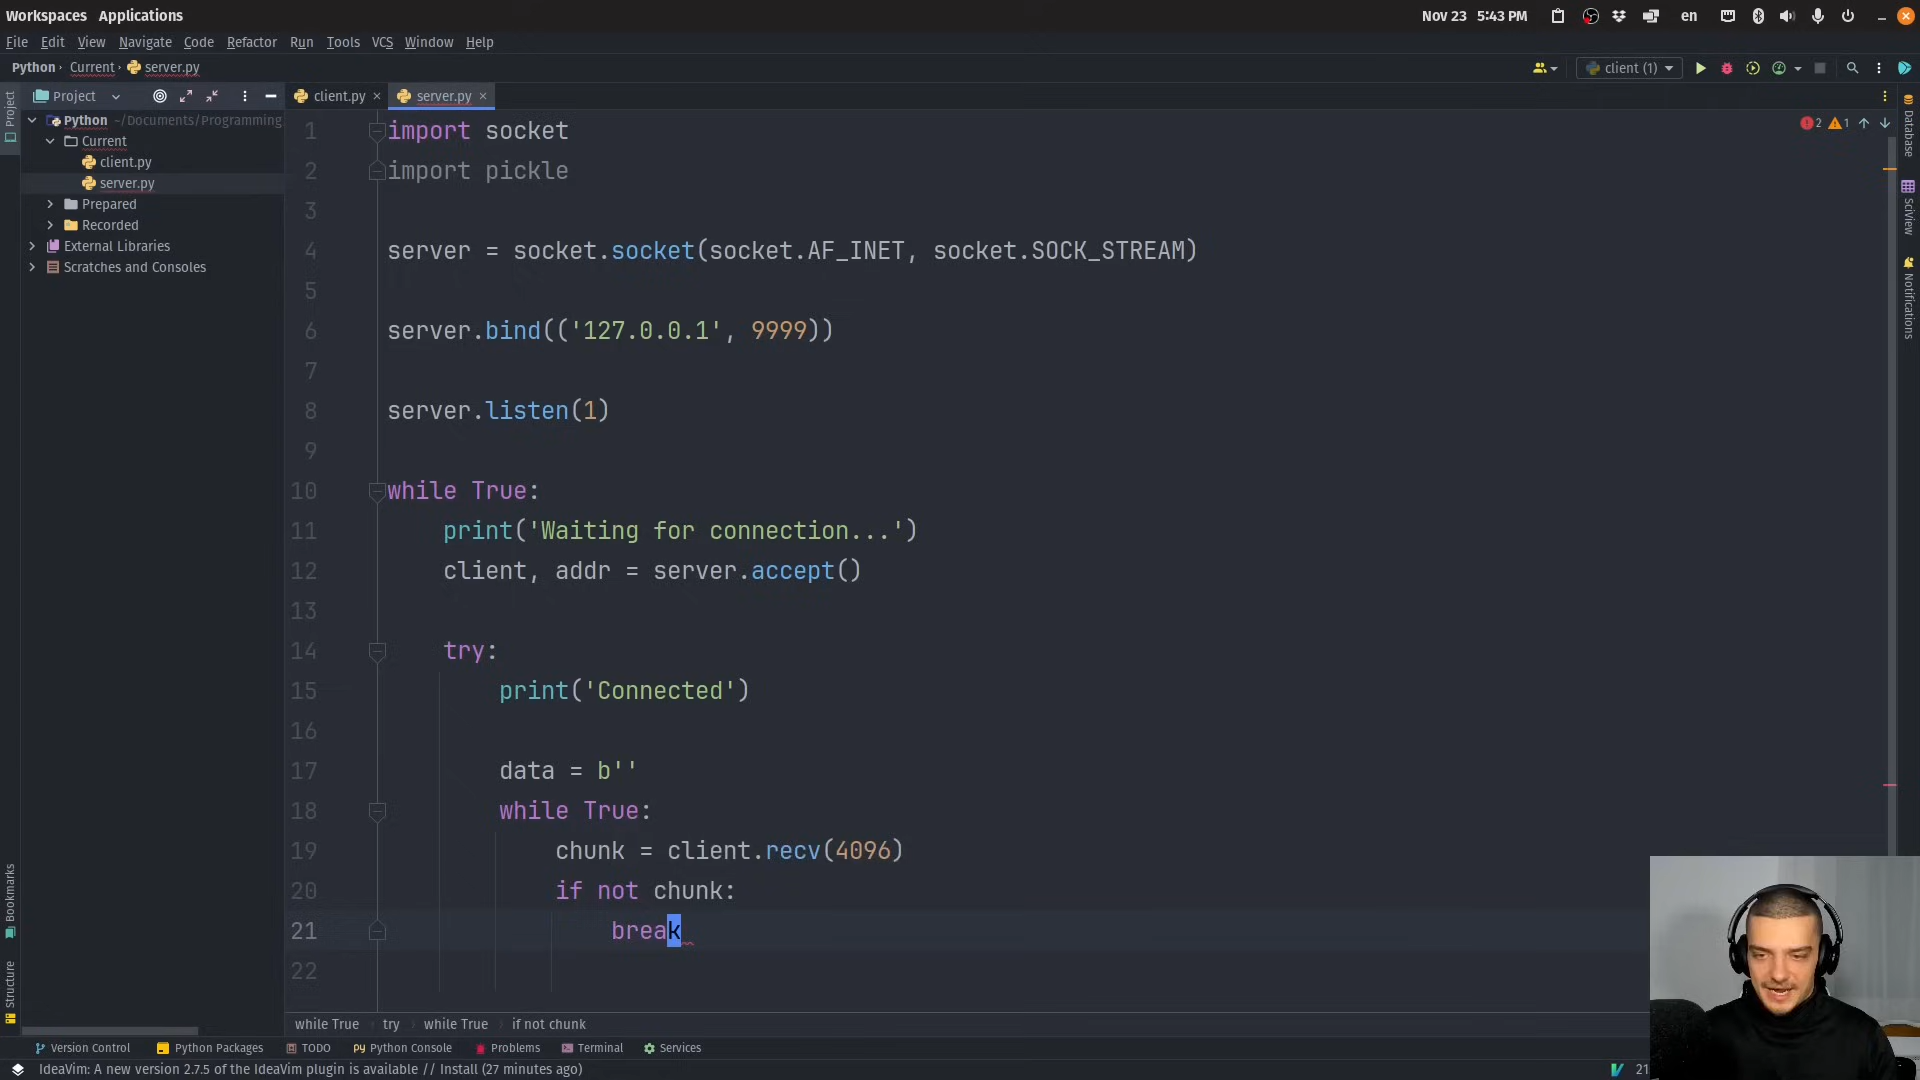 Workspaces Applications
Nov 23 5:43 PM
en
File Edit View Navigate Code Refactor Run Tools VCS Window Help
Python Current server.py
client (1)
Project
client.py
server.py
Python ~/Documents/Programming
Current
client.py
server.py
Prepared
Recorded
External Libraries
Scratches and Consoles
2 1
1 import socket
2 import pickle
3
4 server = socket.socket(socket.AF_INET, socket.SOCK_STREAM)
5
6 server.bind(('127.0.0.1', 9999))
7
8 server.listen(1)
9
10 while True:
11 print('Waiting for connection...')
12 client, addr = server.accept()
13
14 try:
15 print('Connected')
16
17 data = b''
18 while True:
19 chunk = client.recv(4096)
20 if not chunk:
21 break
22
while True try while True if not chunk
Project
Bookmarks
Structure
Database
SciView
Notifications
Version Control Python Packages TODO Python Console Problems Terminal Services
IdeaVim: A new version 2.7.5 of the IdeaVim plugin is available // Install (27 minutes ago)
21